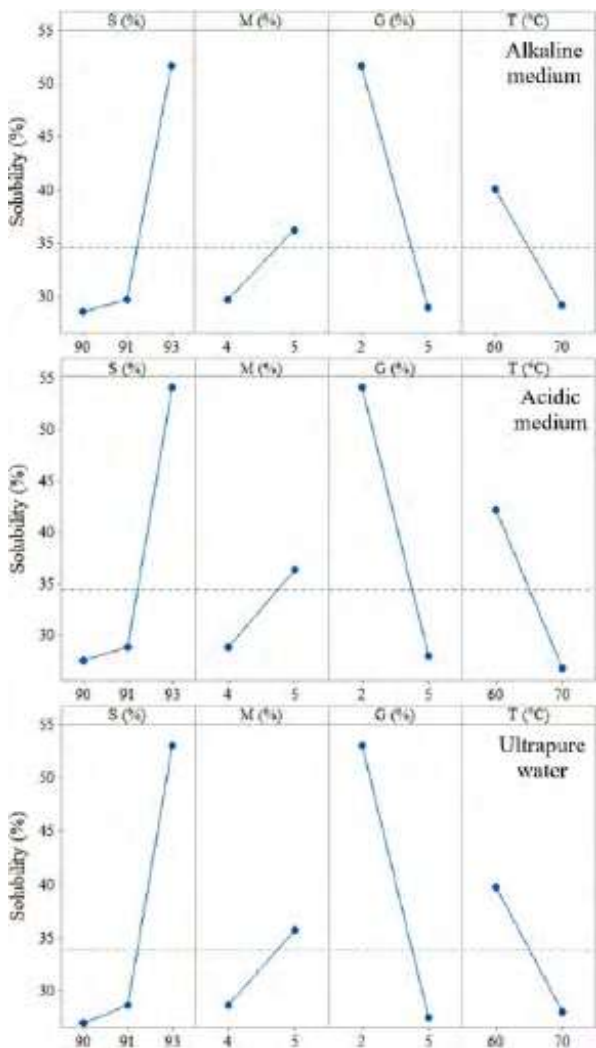 S (%) M (%) G (%) T (°C)
Alkaline
medium
Solubility (%)
55
50
45
40
35
30
90 91 93 4 5 2 5 60 70
S (%) M (%) G (%) T (°C)
Acidic
medium
Solubility (%)
55
50
45
40
35
30
90 91 93 4 5 2 5 60 70
S (%) M (%) G (%) T (°C)
Ultrapure
water
Solubility (%)
55
50
45
40
35
30
90 91 93 4 5 2 5 60 70